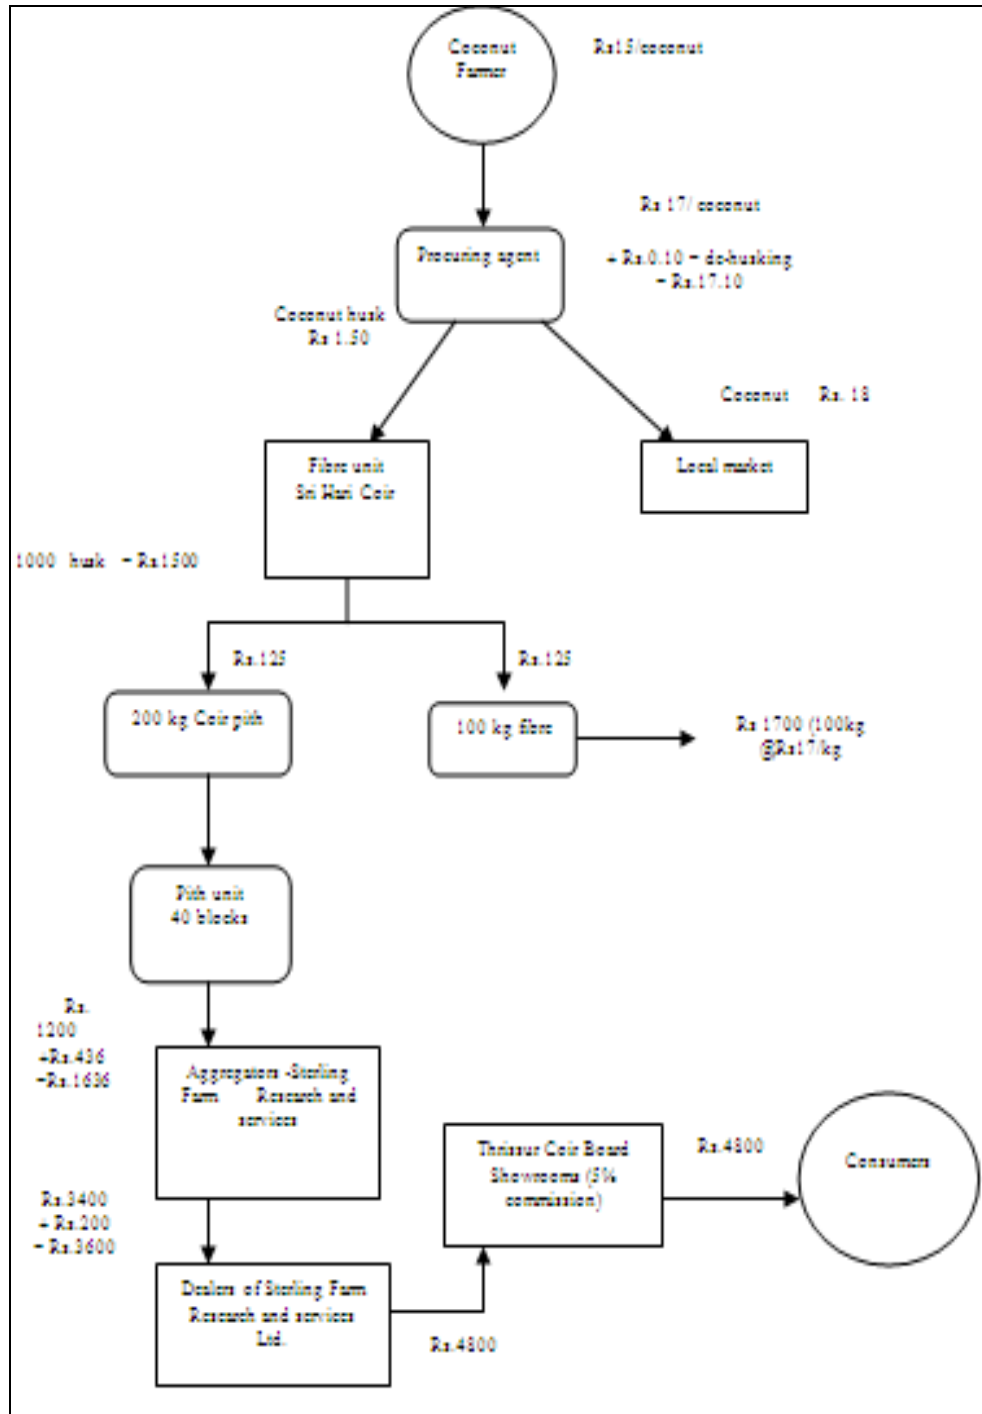 Coconut
Farmer
Rs15/coconut
Rs 17/ coconut
Procuring agent
+ Rs.0.10 = de-husking
= Rs.17.10
Coconut husk
Rs 1.50
Coconut Rs. 18
Fibre unit
Sri Hari Coir
Local market
1000 husk = Rs1500
Rs.125
Rs.125
200 kg Coir pith
100 kg fibre
Rs 1700 (100kg
@Rs17/kg
Pith unit
40 blocks
Rs.
1200
+Rs.436
=Rs.1636
Aggregators -Sterling
Farm Research and
services
Thrissur Coir Board
Showrooms (5%
commission)
Rs.4800
Consumers
Rs.3400
+ Rs.200
= Rs.3600
Dealers of Sterling Farm
Research and services
Ltd.
Rs.4800